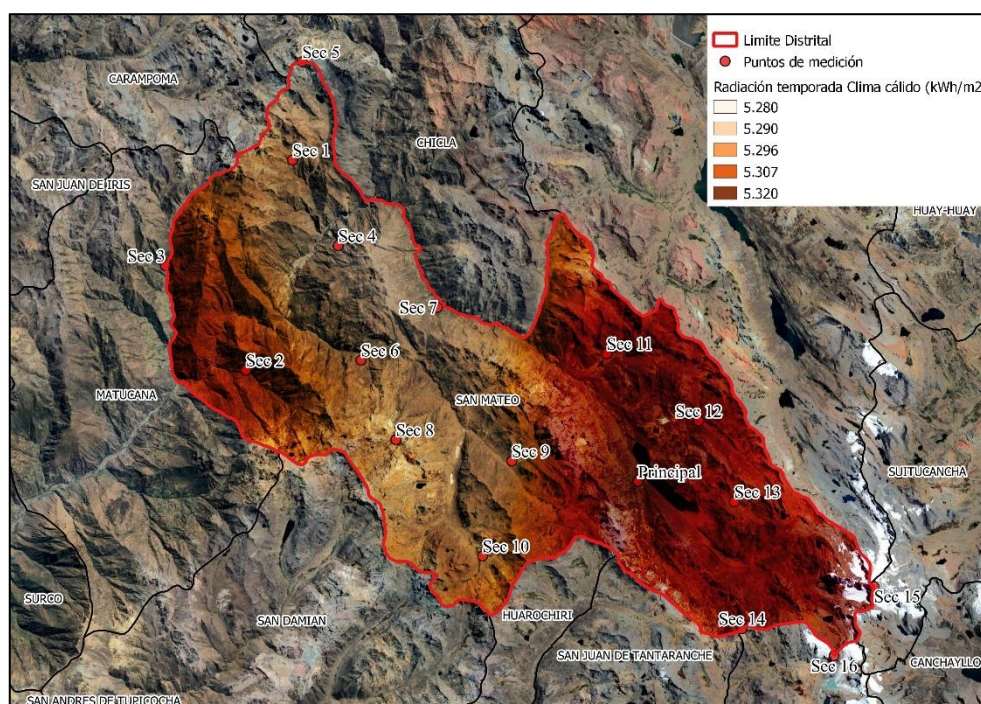 Limite Distrital
Puntos de medición
Radiación temporada Clima cálido (kWh/m2
5.280
5.290
5.296
5.307
5.320
Sec 5
CARAMPOMA
CHICLA
Sec 1
SAN JUAN DE IRIS
HUAY-HUAY
Sec 4
Sec 3
Sec 7
Sec 11
Sec 6
Sec 2
MATUCANA
SAN MATEO
Sec 12
Sec 8
Sec 9
Principal
SUITUCANCHA
Sec 13
Sec 10
SURCO
Sec 15
HUAROCHIRI
SAN DAMIAN
Sec 14
SAN JUAN DE TANTARANCHE
CANCHAYLLO
Sec 16
SAN ANDRES DE TUPICOCHA